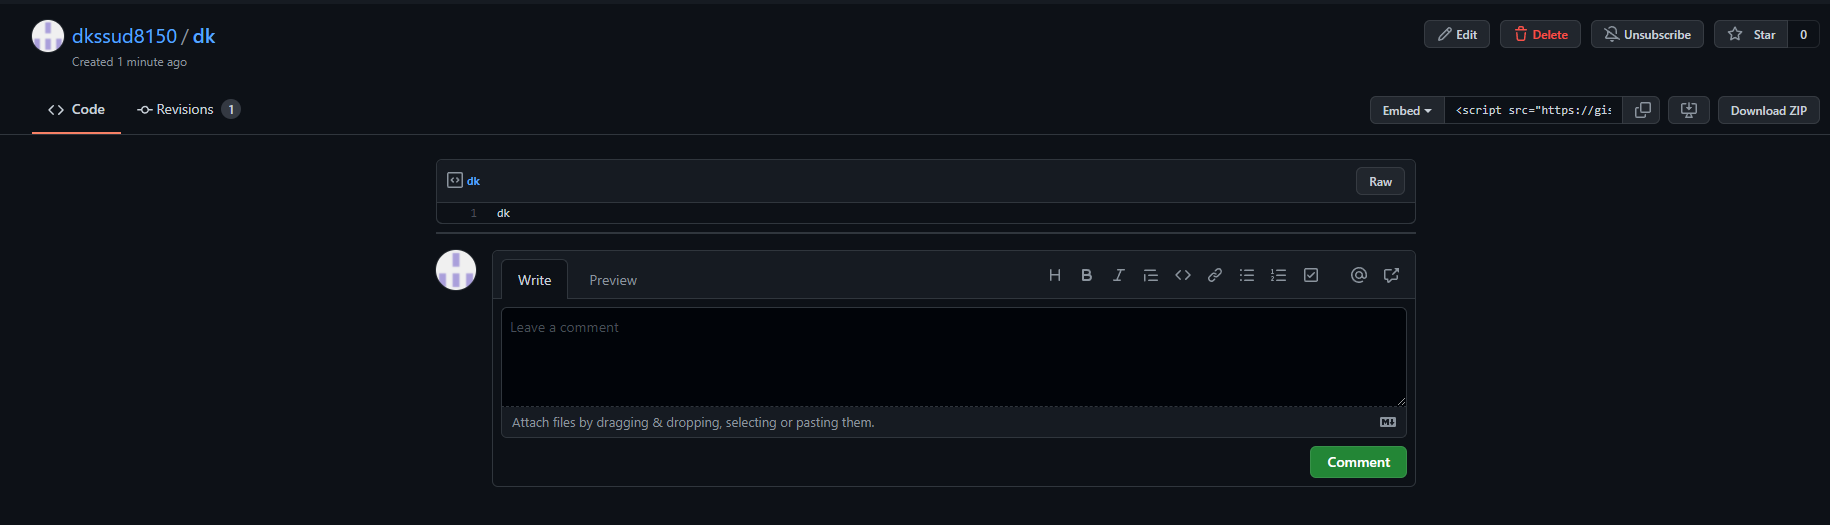 dkssud8150 / dk
Edit
Delete
Unsubscribe
Star
0
Created 1 minute ago
Code
Revisions 1
Embed
<script src="https://gis
Download ZIP
dk
Raw
1 dk
Write
Preview
Leave a comment
Attach files by dragging & dropping, selecting or pasting them.
Comment